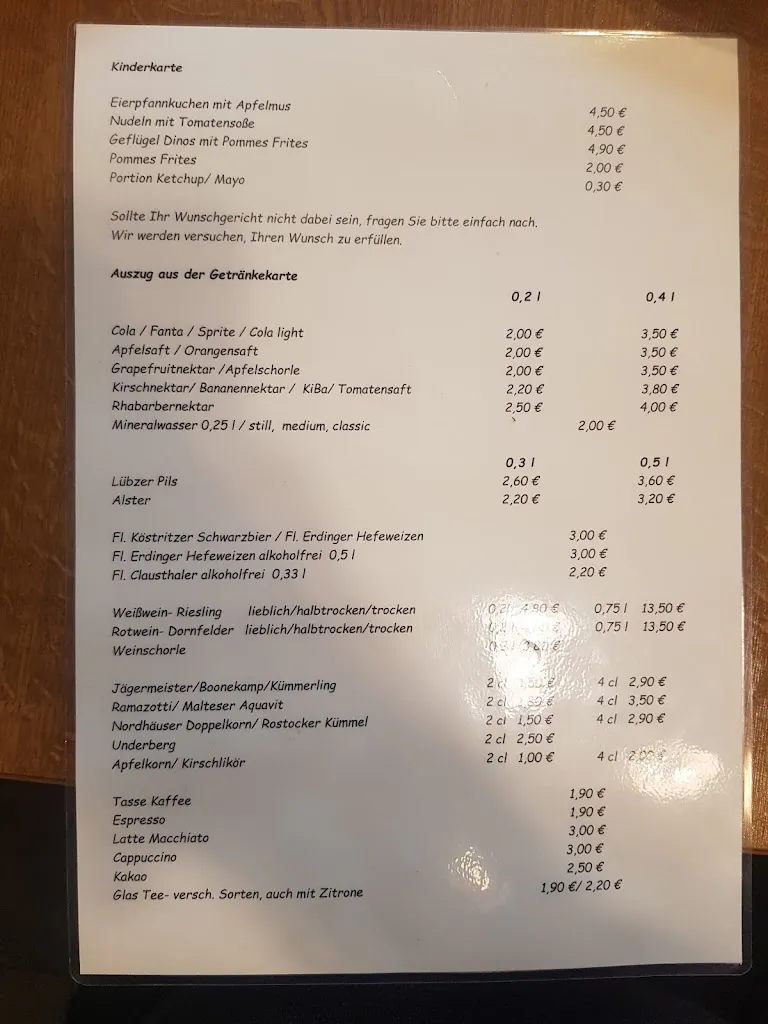 Kinderkarte
Eierpfannkuchen mit Apfelmus 4,50 €
Nudeln mit Tomatensoße 4,50 €
Geflügel Dinos mit Pommes Frites 4,90 €
Pommes Frites 2,00 €
Portion Ketchup/ Mayo 0,30 €
Sollte Ihr Wunschgericht nicht dabei sein, fragen Sie bitte einfach nach.
Wir werden versuchen, Ihren Wunsch zu erfüllen.
Auszug aus der Getränkekarte
0,2 l 0,4 l
Cola / Fanta / Sprite / Cola light 2,00 € 3,50 €
Apfelsaft / Orangensaft 2,00 € 3,50 €
Grapefruitnektar /Apfelschorle 2,00 € 3,50 €
Kirschnektar/ Bananennektar / KiBa/ Tomatensaft 2,20 € 3,80 €
Rhabarbernektar 2,50 € 4,00 €
Mineralwasser 0,25 l / still, medium, classic 2,00 €
0,3 l 0,5 l
Lübzer Pils 2,60 € 3,60 €
Alster 2,20 € 3,20 €
Fl. Köstritzer Schwarzbier / Fl. Erdinger Hefeweizen 3,00 €
Fl. Erdinger Hefeweizen alkoholfrei 0,5 l 3,00 €
Fl. Clausthaler alkoholfrei 0,33 l 2,20 €
Weißwein- Riesling lieblich/halbtrocken/trocken 0,2l 4,80 € 0,75 l 13,50 €
Rotwein- Dornfelder lieblich/halbtrocken/trocken 0,75 l 13,50 €
Weinschorle
Jägermeister/Boonekamp/Kümmerling 2 cl 4 cl 2,90 €
Ramazotti/ Malteser Aquavit 2 cl 4 cl 3,50 €
Nordhäuser Doppelkorn/ Rostocker Kümmel 2 cl 1,50 € 4 cl 2,90 €
Underberg 2 cl 2,50 €
Apfelkorn/ Kirschlikör 2 cl 1,00 € 4 cl 2,00 €
Tasse Kaffee 1,90 €
Espresso 1,90 €
Latte Macchiato 3,00 €
Cappuccino 3,00 €
Kakao 2,50 €
Glas Tee- versch. Sorten, auch mit Zitrone 1,90 €/ 2,20 €